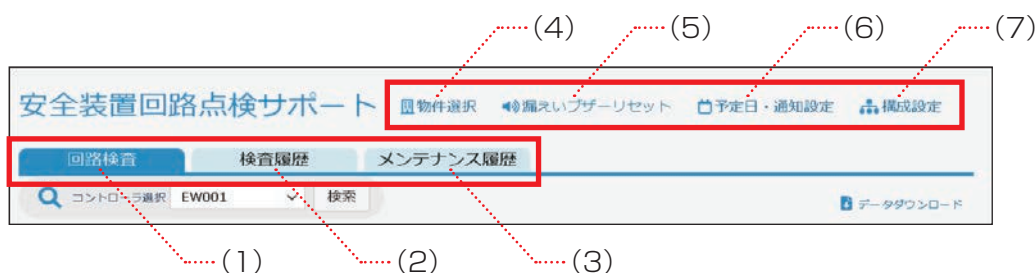 (4) (5) (6) (7)
安全装置回路点検サポート 物件選択 漏えいブザーリセット 予定日・通知設定 構成設定
回路検査 検査履歴 メンテナンス履歴
コントローラ選択 EW001 検索 データダウンロード
(1) (2) (3)